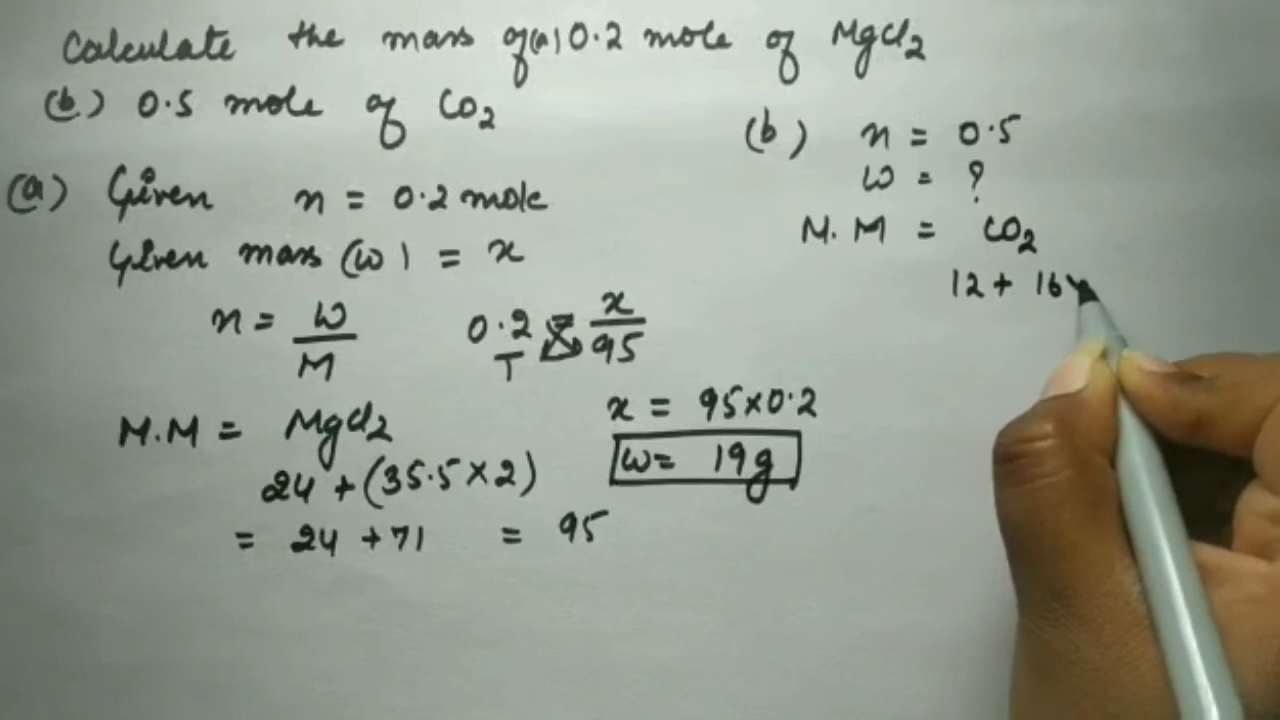 Calculate the mass of (a) 0.2 mole of MgCl2
(b) 0.5 mole of CO2
(a) Given n = 0.2 mole
Given mass (w) = x
n = w/M
0.2/1 = x/95
M.M = MgCl2
24 + (35.5 × 2)
= 24 + 71 = 95
x = 95×0.2
w = 19g
(b) n = 0.5
w = ?
M.M = CO2
12 + 16